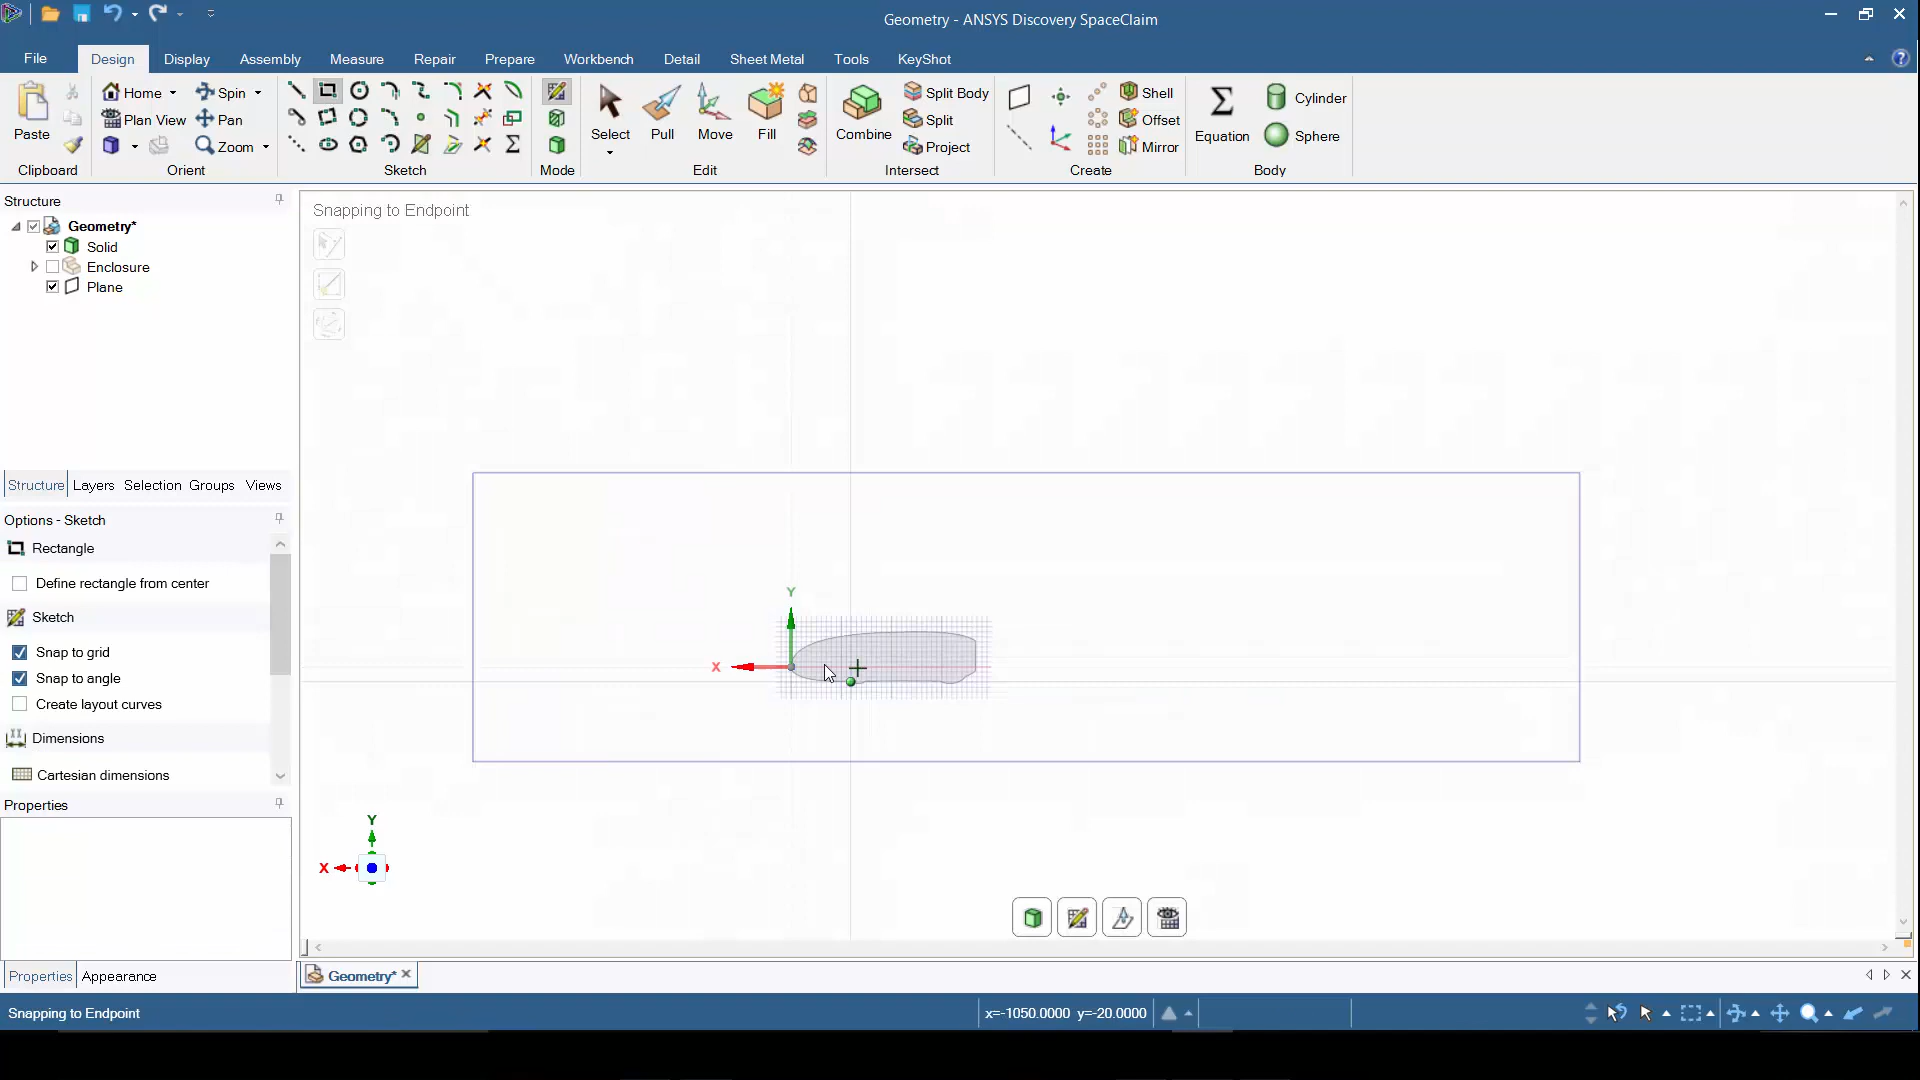 Geometry - ANSYS Discovery SpaceClaim
File Design Display Assembly Measure Repair Prepare Workbench Detail Sheet Metal Tools KeyShot
Paste
Clipboard
Home Spin
Plan View Pan
Zoom
Orient
Sketch
Mode
Select Pull Move Fill
Edit
Combine Split Body
Split
Project
Intersect
Shell
Offset
Mirror
Create
Equation Cylinder
Sphere
Body
Structure
Geometry*
Solid
Enclosure
Plane
Structure Layers Selection Groups Views
Options - Sketch
Rectangle
Define rectangle from center
Sketch
Snap to grid
Snap to angle
Create layout curves
Dimensions
Cartesian dimensions
Properties
Properties Appearance
Snapping to Endpoint
Y
X
Y
X
Geometry*
Snapping to Endpoint
x=-1050.0000 y=-20.0000